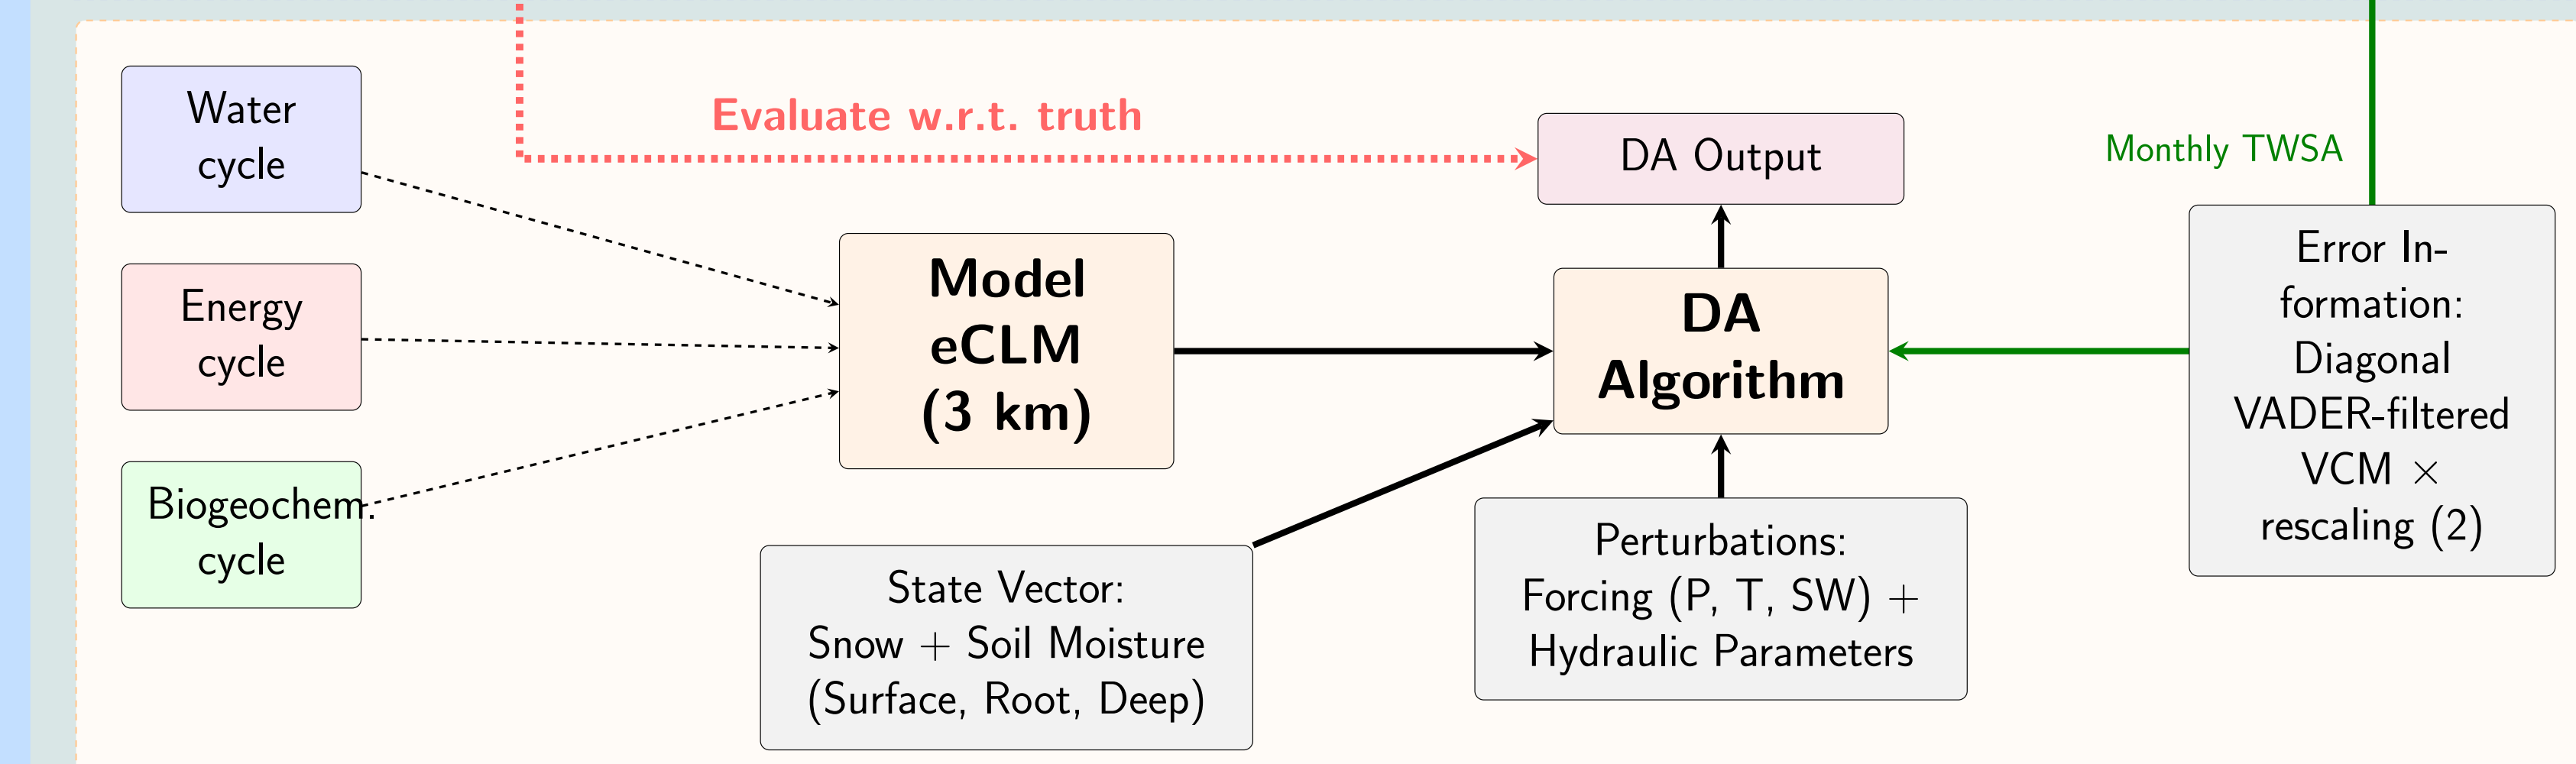 Water
cycle
Evaluate w.r.t. truth
DA Output
Monthly TWSA
Energy
cycle
Model
eCLM
(3 km)
DA
Algorithm
Error In-
formation:
Diagonal
VADER-filtered
VCM ×
rescaling (2)
Biogeochem.
cycle
State Vector:
Snow + Soil Moisture
(Surface, Root, Deep)
Perturbations:
Forcing (P, T, SW) +
Hydraulic Parameters